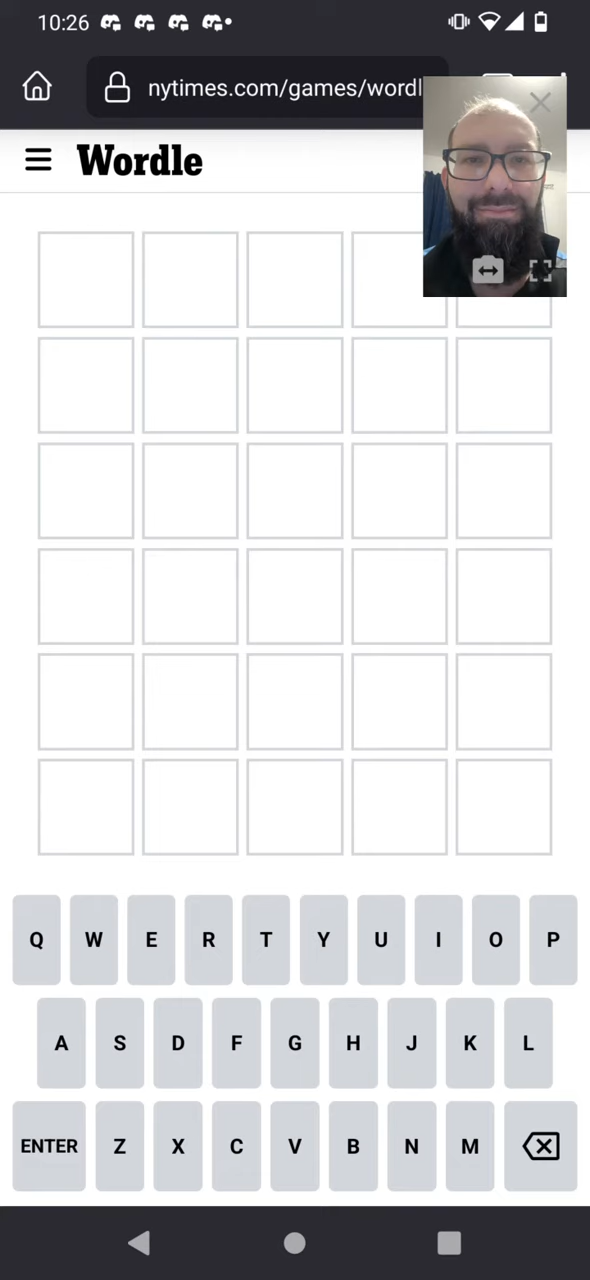 10:26
nytimes.com/games/wordl
Wordle
Q W E R T Y U I O P
A S D F G H J K L
ENTER Z X C V B N M